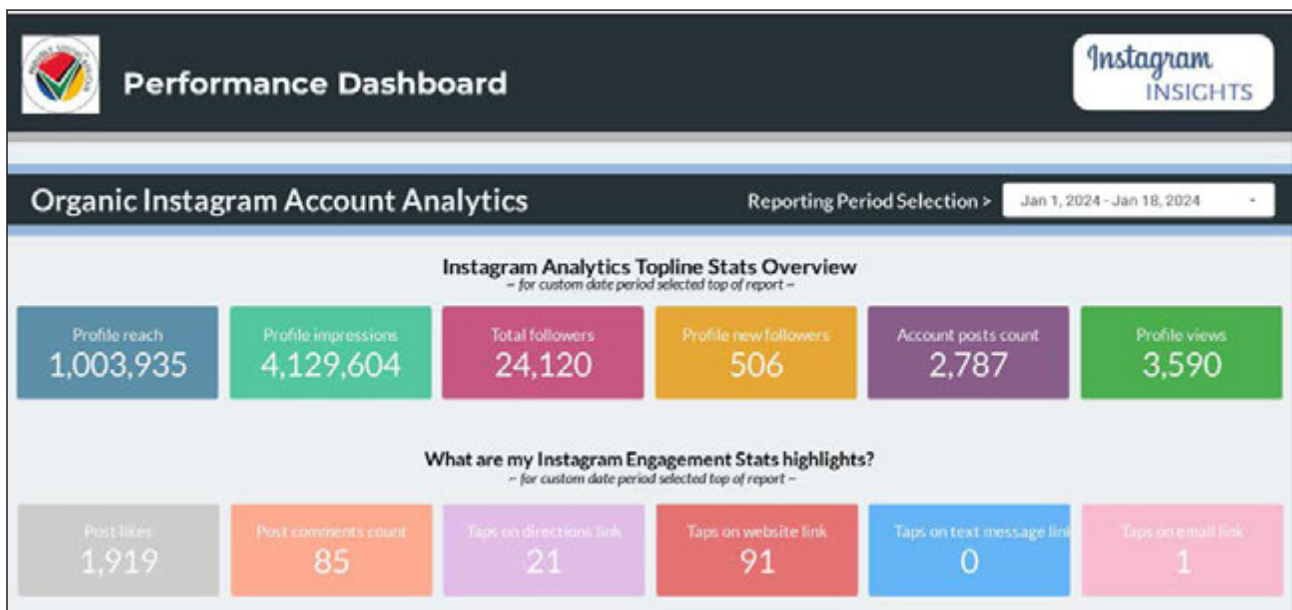 Performance Dashboard
Instagram
INSIGHTS
Organic Instagram Account Analytics
Reporting Period Selection >
Jan 1, 2024 - Jan 18, 2024
Instagram Analytics Topline Stats Overview
~ for custom date period selected top of report ~
Profile reach
1,003,935
Profile impressions
4,129,604
Total followers
24,120
Profile new followers
506
Account posts count
2,787
Profile views
3,590
What are my Instagram Engagement Stats highlights?
~ for custom date period selected top of report ~
Post likes
1,919
Post comments count
85
Taps on directions link
21
Taps on website link
91
Taps on text message link
0
Taps on email link
1